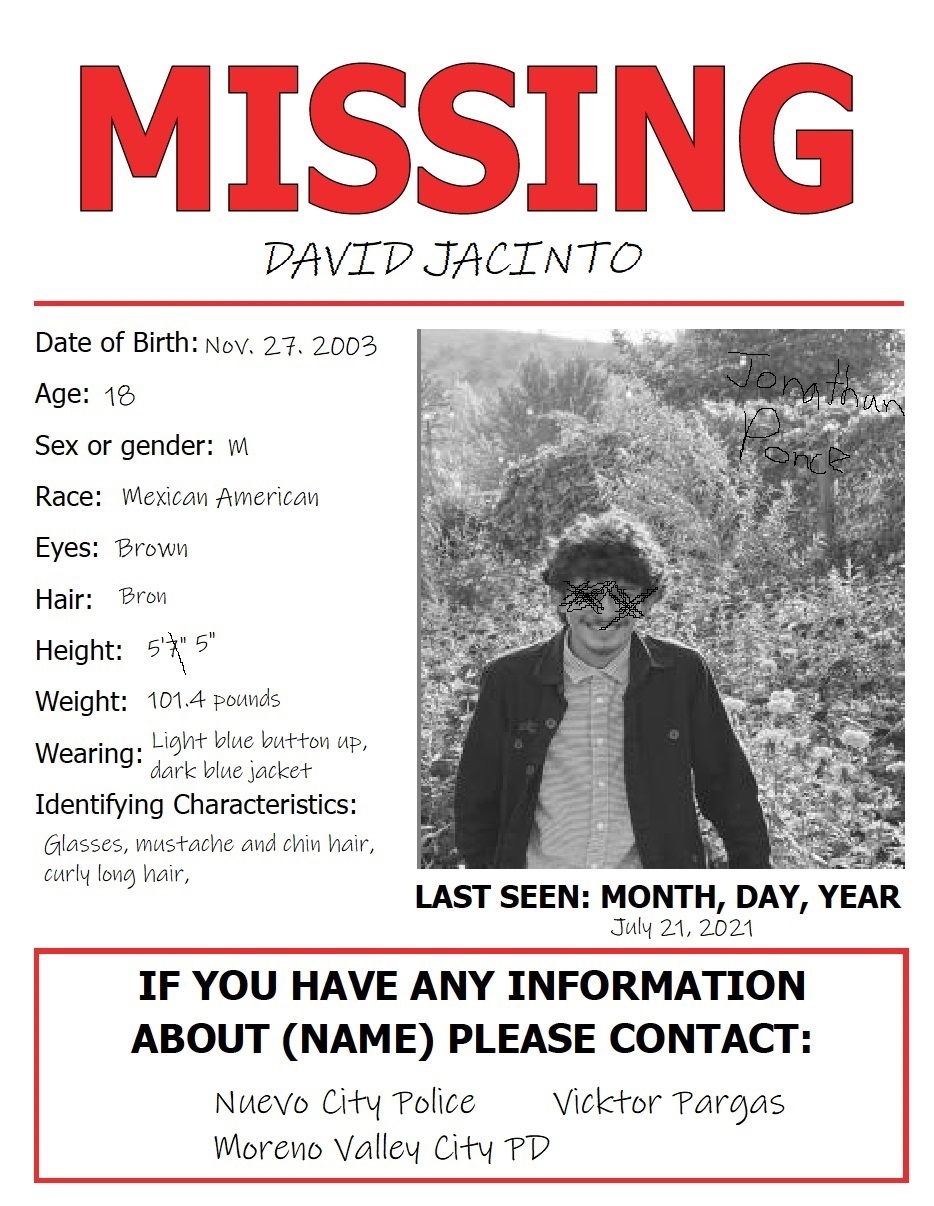 MISSING
DAVID JACINTO
Date of Birth: Nov. 27. 2003
Age: 18
Sex or gender: M
Race: Mexican American
Eyes: Brown
Hair: Bron
Height: 5'7" 5"
Weight: 101.4 pounds
Wearing: Light blue button up,
dark blue jacket
Identifying Characteristics:
Glasses, mustache and chin hair,
curly long hair,
Jonathan
Ponce
LAST SEEN: MONTH, DAY, YEAR
July 21, 2021
IF YOU HAVE ANY INFORMATION
ABOUT (NAME) PLEASE CONTACT:
Nuevo City Police Vicktor Pargas
Moreno Valley City PD